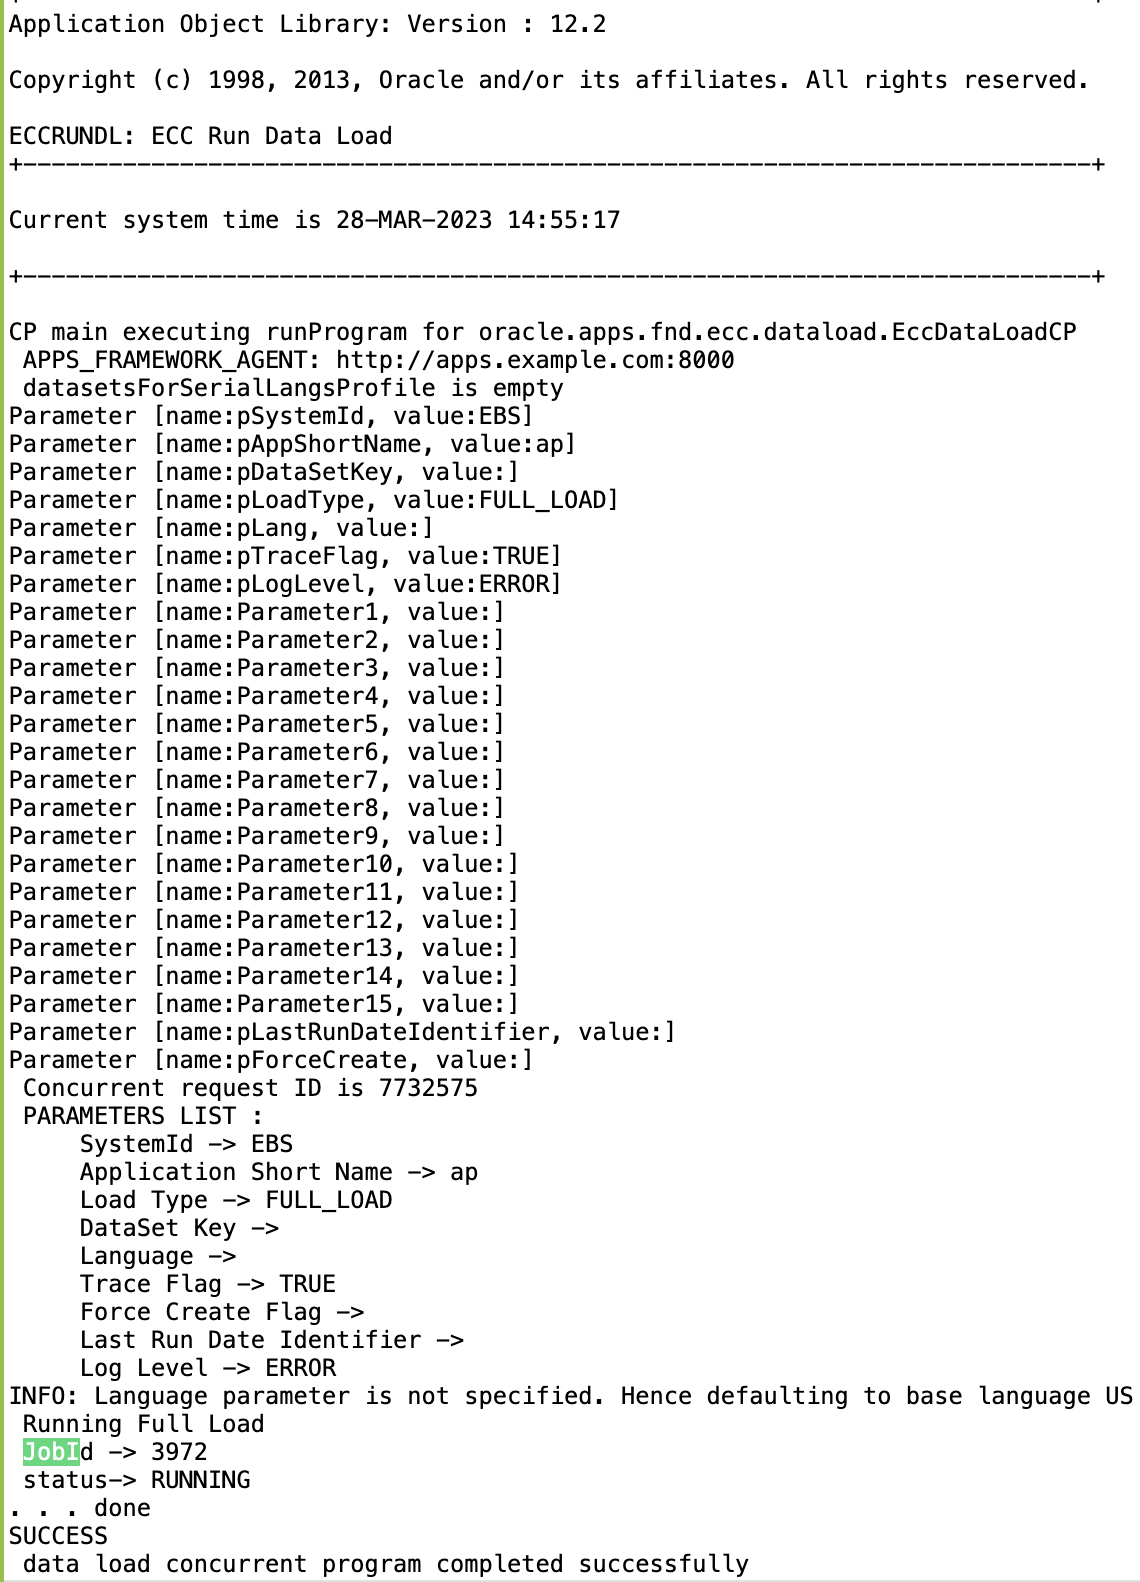 Application Object Library: Version : 12.2
Copyright (c) 1998, 2013, Oracle and/or its affiliates. All rights reserved.
ECCRUNDL: ECC Run Data Load
+---------------------------------------------------------------------------+
Current system time is 28-MAR-2023 14:55:17
+---------------------------------------------------------------------------+
CP main executing runProgram for oracle.apps.fnd.ecc.dataload.EccDataLoadCP
APPS_FRAMEWORK_AGENT: http://apps.example.com:8000
datasetsForSerialLangsProfile is empty
Parameter [name:pSystemId, value:EBS]
Parameter [name:pAppShortName, value:ap]
Parameter [name:pDataSetKey, value:]
Parameter [name:pLoadType, value:FULL_LOAD]
Parameter [name:pLang, value:]
Parameter [name:pTraceFlag, value:TRUE]
Parameter [name:pLogLevel, value:ERROR]
Parameter [name:Parameter1, value:]
Parameter [name:Parameter2, value:]
Parameter [name:Parameter3, value:]
Parameter [name:Parameter4, value:]
Parameter [name:Parameter5, value:]
Parameter [name:Parameter6, value:]
Parameter [name:Parameter7, value:]
Parameter [name:Parameter8, value:]
Parameter [name:Parameter9, value:]
Parameter [name:Parameter10, value:]
Parameter [name:Parameter11, value:]
Parameter [name:Parameter12, value:]
Parameter [name:Parameter13, value:]
Parameter [name:Parameter14, value:]
Parameter [name:Parameter15, value:]
Parameter [name:pLastRunDateIdentifier, value:]
Parameter [name:pForceCreate, value:]
Concurrent request ID is 7732575
PARAMETERS LIST :
SystemId -> EBS
Application Short Name -> ap
Load Type -> FULL_LOAD
DataSet Key ->
Language ->
Trace Flag -> TRUE
Force Create Flag ->
Last Run Date Identifier ->
Log Level -> ERROR
INFO: Language parameter is not specified. Hence defaulting to base language US
Running Full Load
JobId -> 3972
status-> RUNNING
. . . done
SUCCESS
data load concurrent program completed successfully